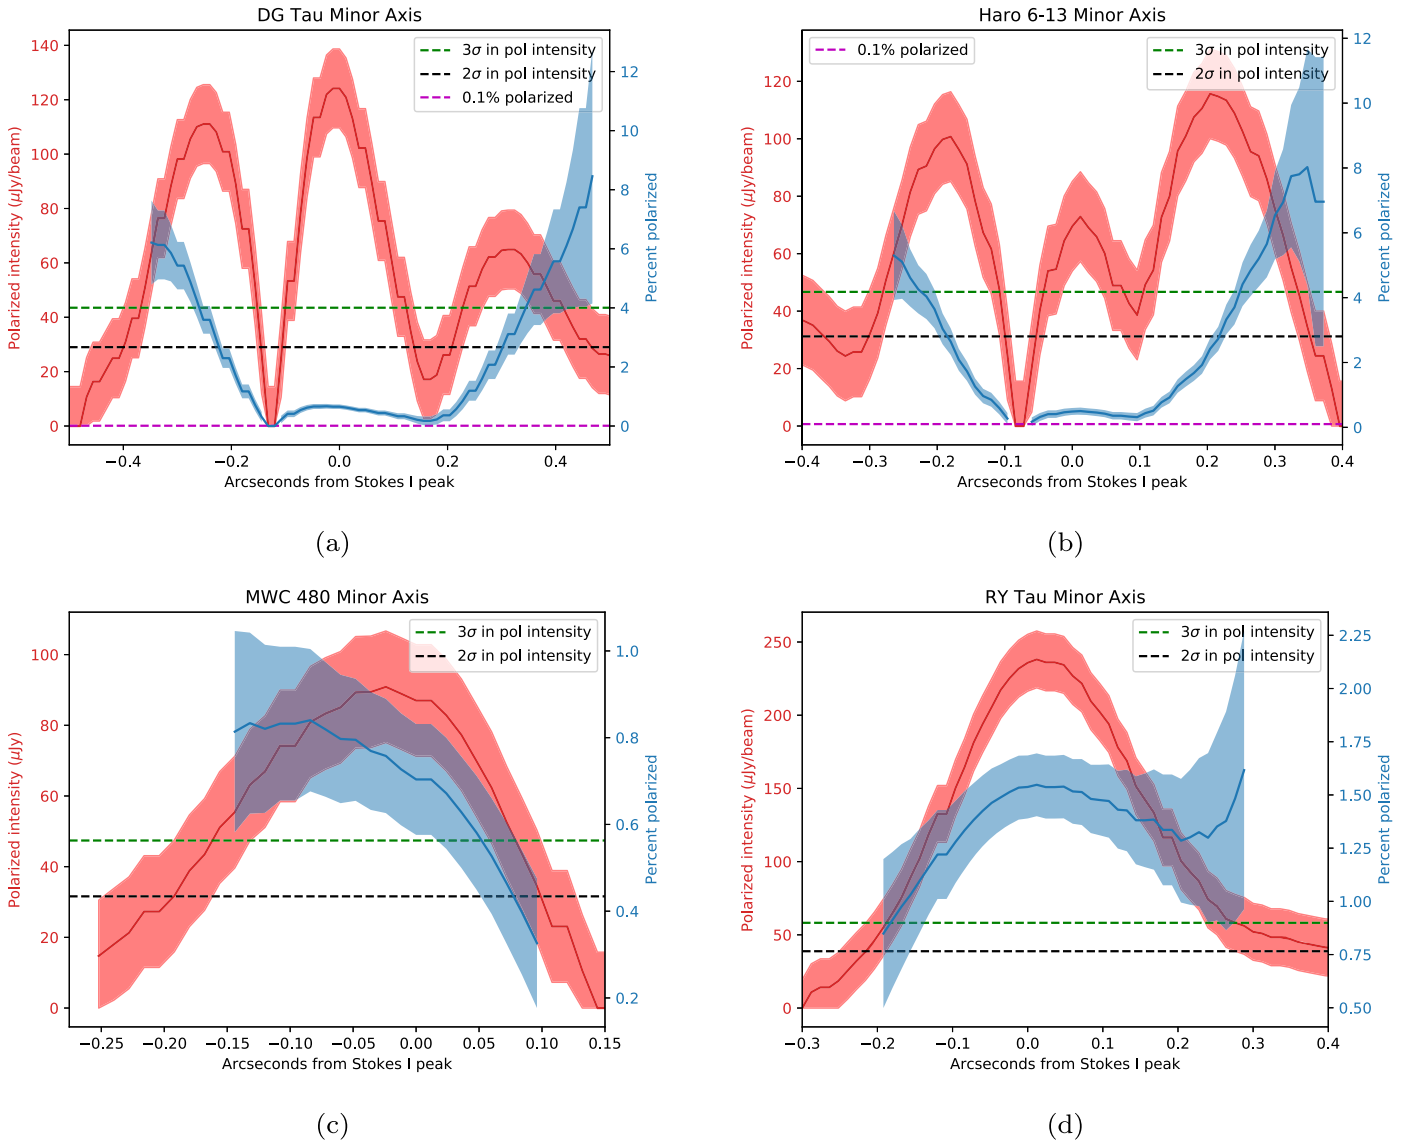 DG Tau Minor Axis
3σ in pol intensity
2σ in pol intensity
0.1% polarized
Polarized intensity (μJy/beam)
0 20 40 60 80 100 120 140
Percent polarized
0 2 4 6 8 10 12
−0.4 −0.2 0.0 0.2 0.4
Arcseconds from Stokes I peak
(a)
Haro 6-13 Minor Axis
0.1% polarized
3σ in pol intensity
2σ in pol intensity
Polarized intensity (μJy/beam)
0 20 40 60 80 100 120
Percent polarized
0 2 4 6 8 10 12
−0.4 −0.3 −0.2 −0.1 0.0 0.1 0.2 0.3 0.4
Arcseconds from Stokes I peak
(b)
MWC 480 Minor Axis
3σ in pol intensity
2σ in pol intensity
Polarized intensity (μJy)
0 20 40 60 80 100
Percent polarized
0.2 0.4 0.6 0.8 1.0
−0.25 −0.20 −0.15 −0.10 −0.05 0.00 0.05 0.10 0.15
Arcseconds from Stokes I peak
(c)
RY Tau Minor Axis
3σ in pol intensity
2σ in pol intensity
Polarized intensity (μJy/beam)
0 50 100 150 200 250
Percent polarized
0.50 0.75 1.00 1.25 1.50 1.75 2.00 2.25
−0.3 −0.2 −0.1 0.0 0.1 0.2 0.3 0.4
Arcseconds from Stokes I peak
(d)